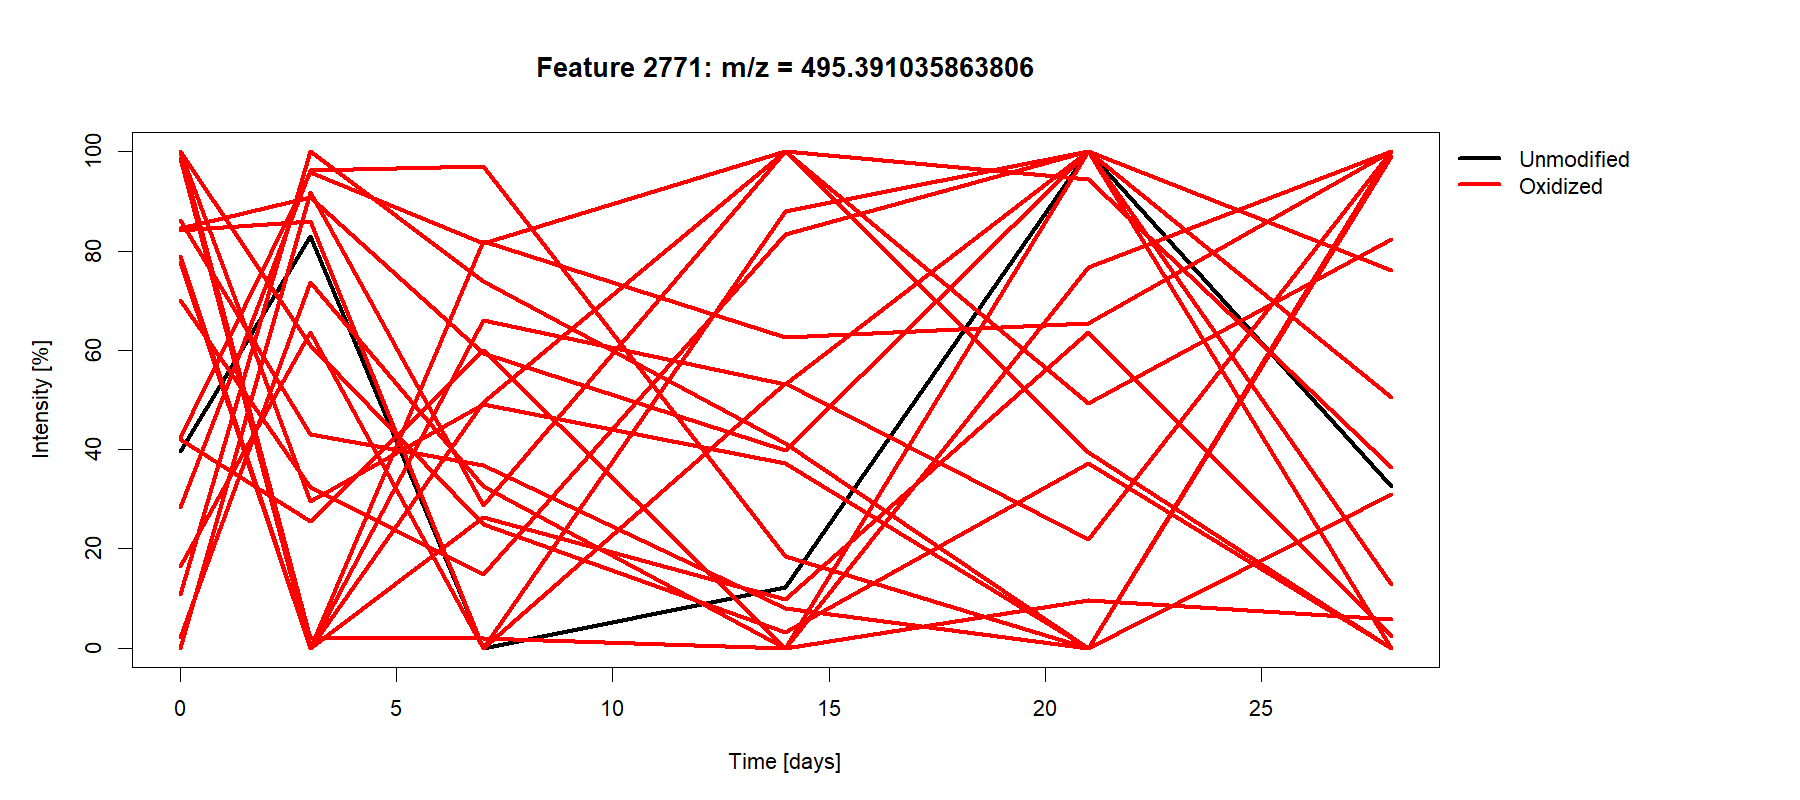 Feature 2771: m/z = 495.391035863806
Unmodified
Oxidized
Intensity [%]
100
80
60
40
20
0
0 5 10 15 20 25
Time [days]